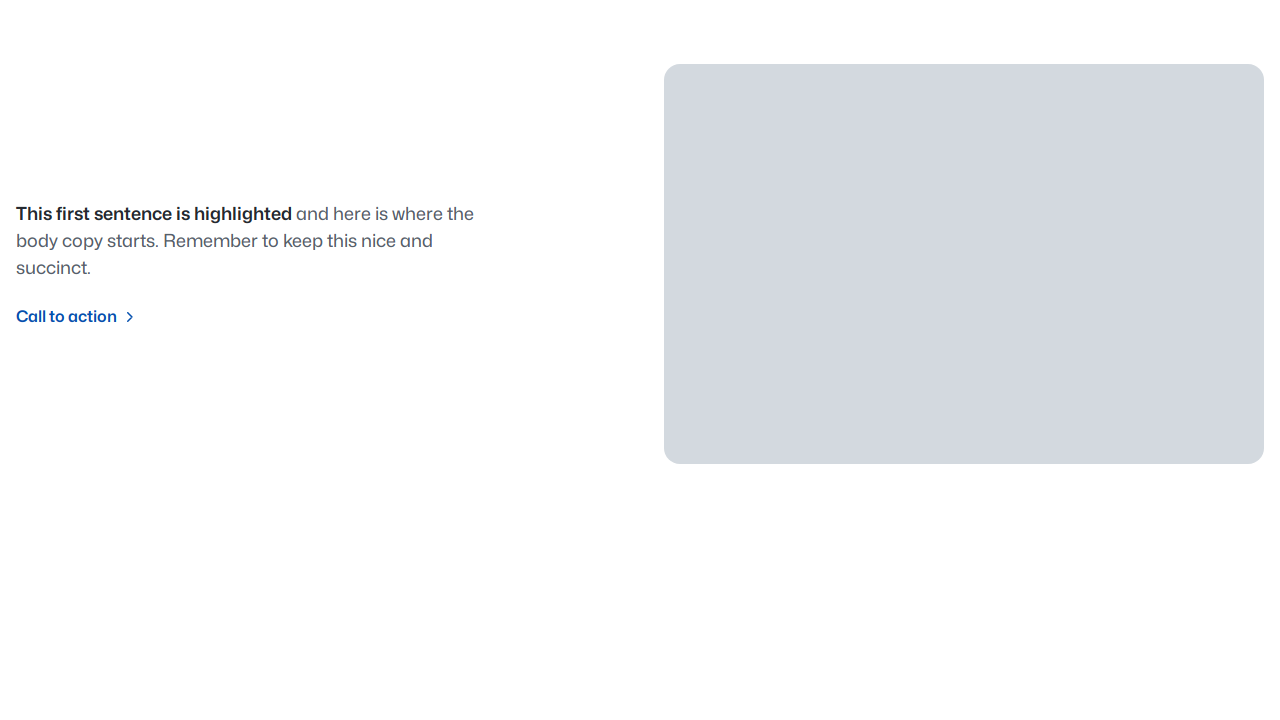 This first sentence is highlighted and here is where the
body copy starts. Remember to keep this nice and
succinct.
Call to action